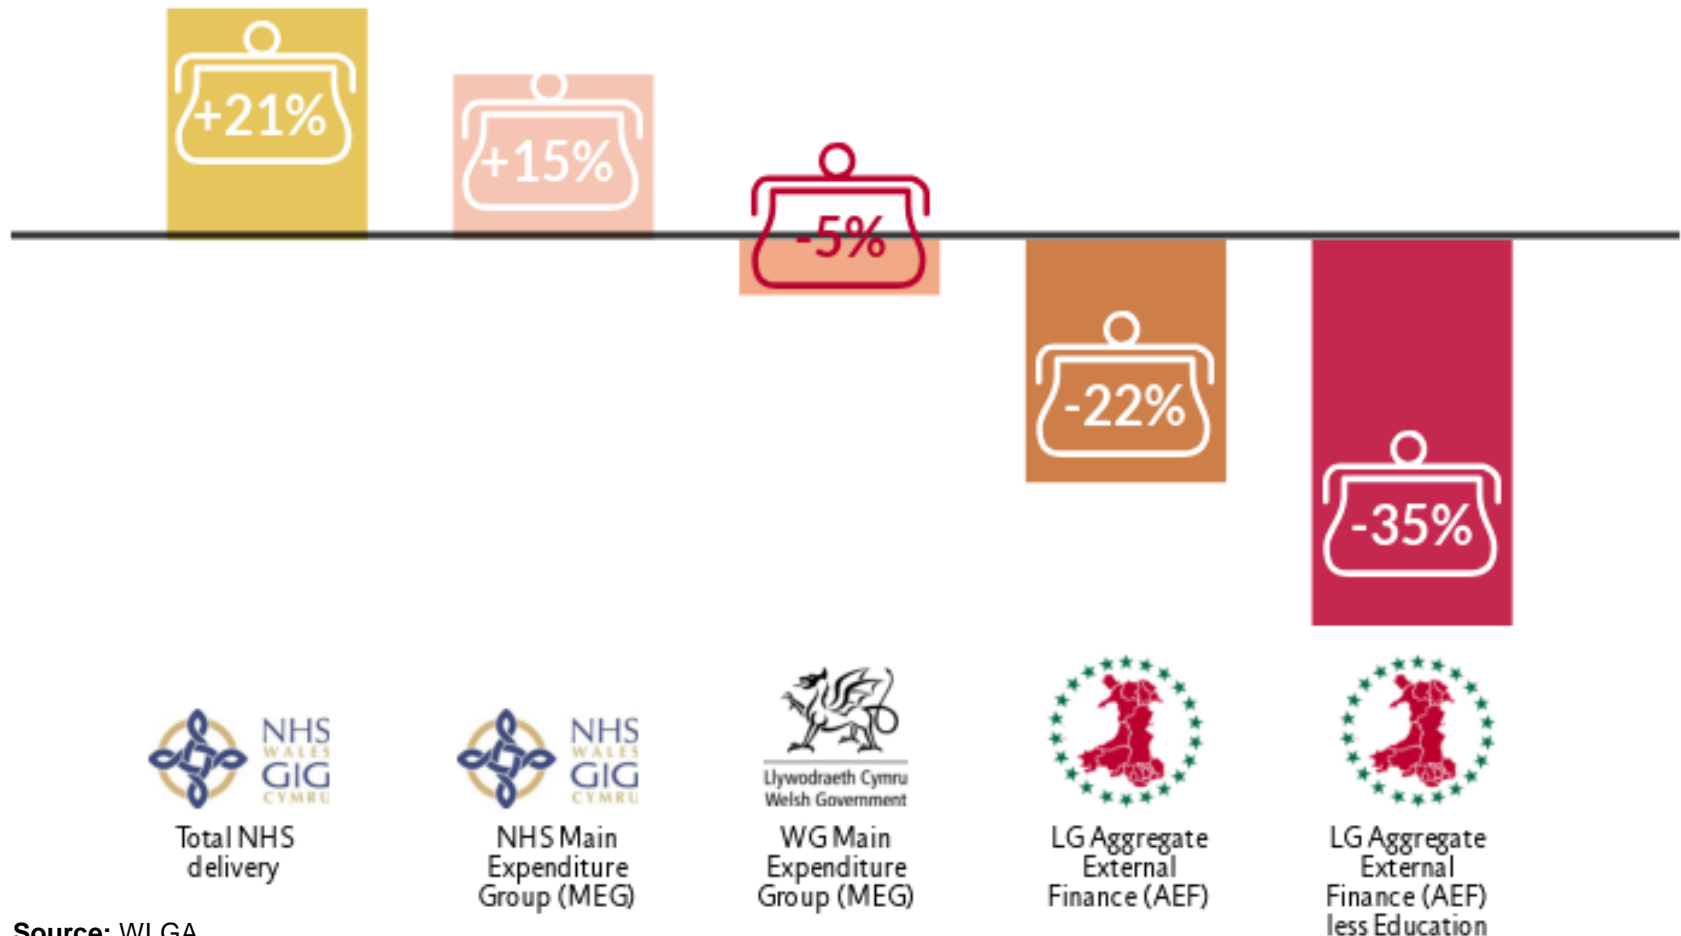 +21%
+15%
-5%
-22%
-35%
NHS
WALES
GIG
CYMRU
NHS
WALES
GIG
CYMRU
Llywodraeth Cymru
Welsh Government
Total NHS
delivery
NHS Main
Expenditure
Group (MEG)
WG Main
Expenditure
Group (MEG)
LG Aggregate
External
Finance (AEF)
LG Aggregate
External
Finance (AEF)
less Education
Source: WLGA